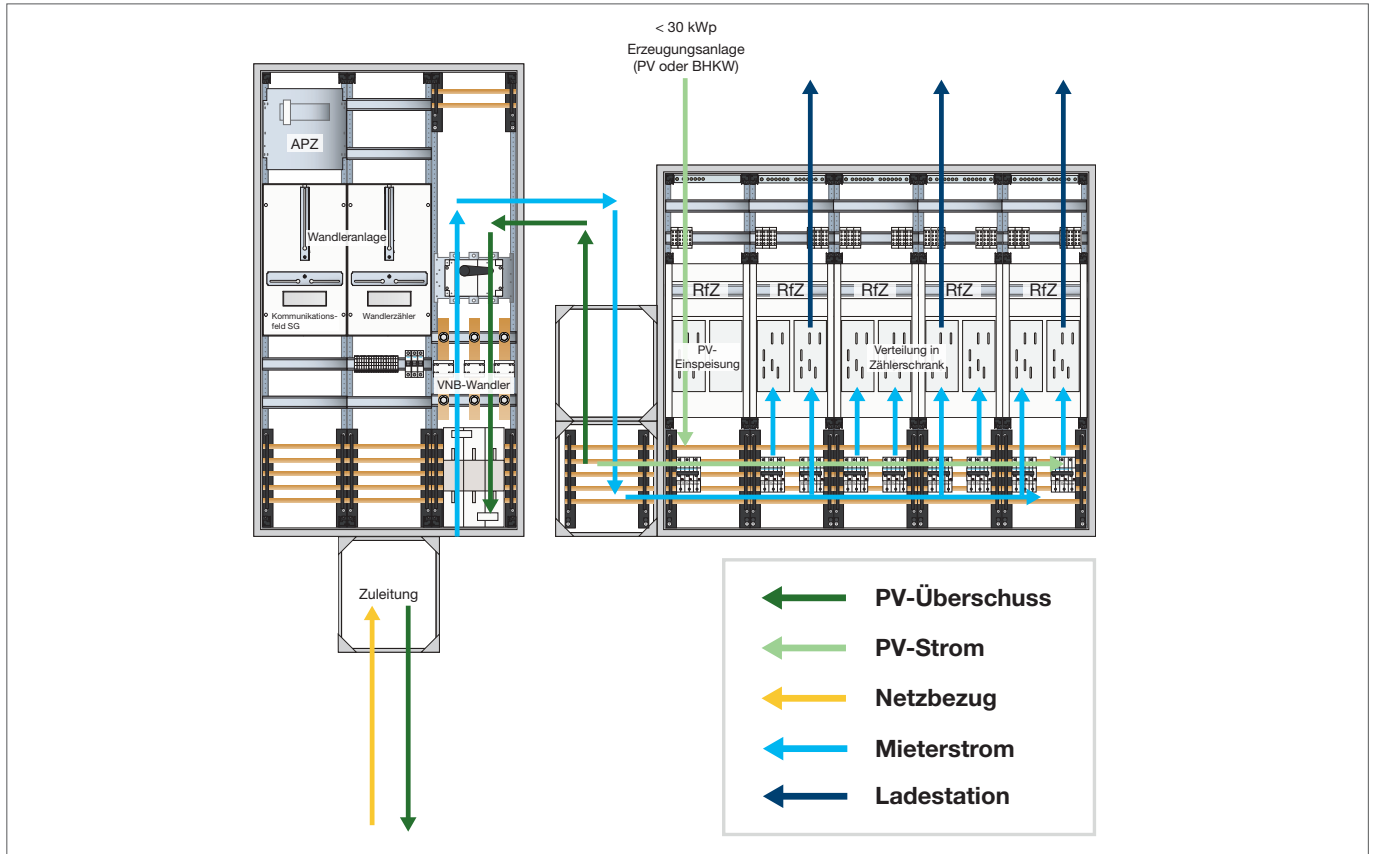 < 30 kWp
Erzeugungsanlage
(PV oder BHKW)
APZ
Wandleranlage
Kommunikations-
feld SG
Wandlerzähler
VNB-Wandler
Zuleitung
RfZ
RfZ
RfZ
RfZ
RfZ
PV-
Einspeisung
Verteilung in
Zählerschrank
PV-Überschuss
PV-Strom
Netzbezug
Mieterstrom
Ladestation